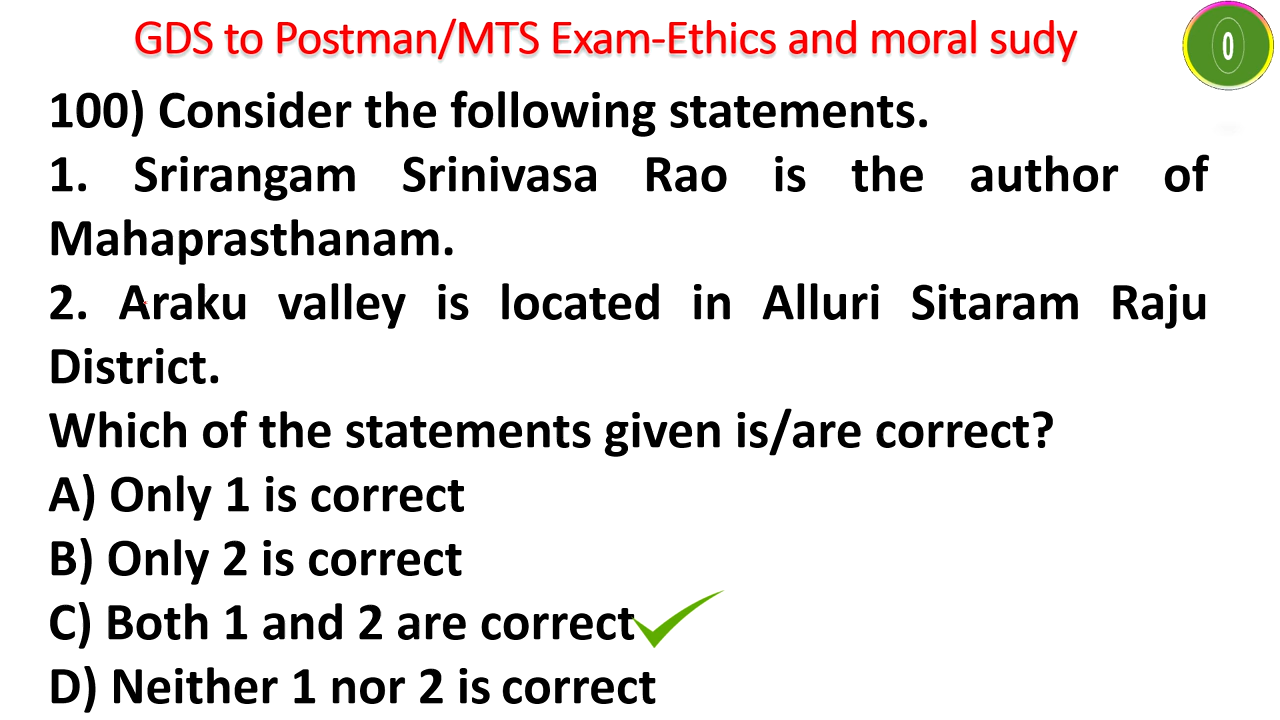 GDS to Postman/MTS Exam-Ethics and moral sudy
0
100) Consider the following statements.
1. Srirangam Srinivasa Rao is the author of
Mahaprasthanam.
2. Araku valley is located in Alluri Sitaram Raju
District.
Which of the statements given is/are correct?
A) Only 1 is correct
B) Only 2 is correct
C) Both 1 and 2 are correct
D) Neither 1 nor 2 is correct